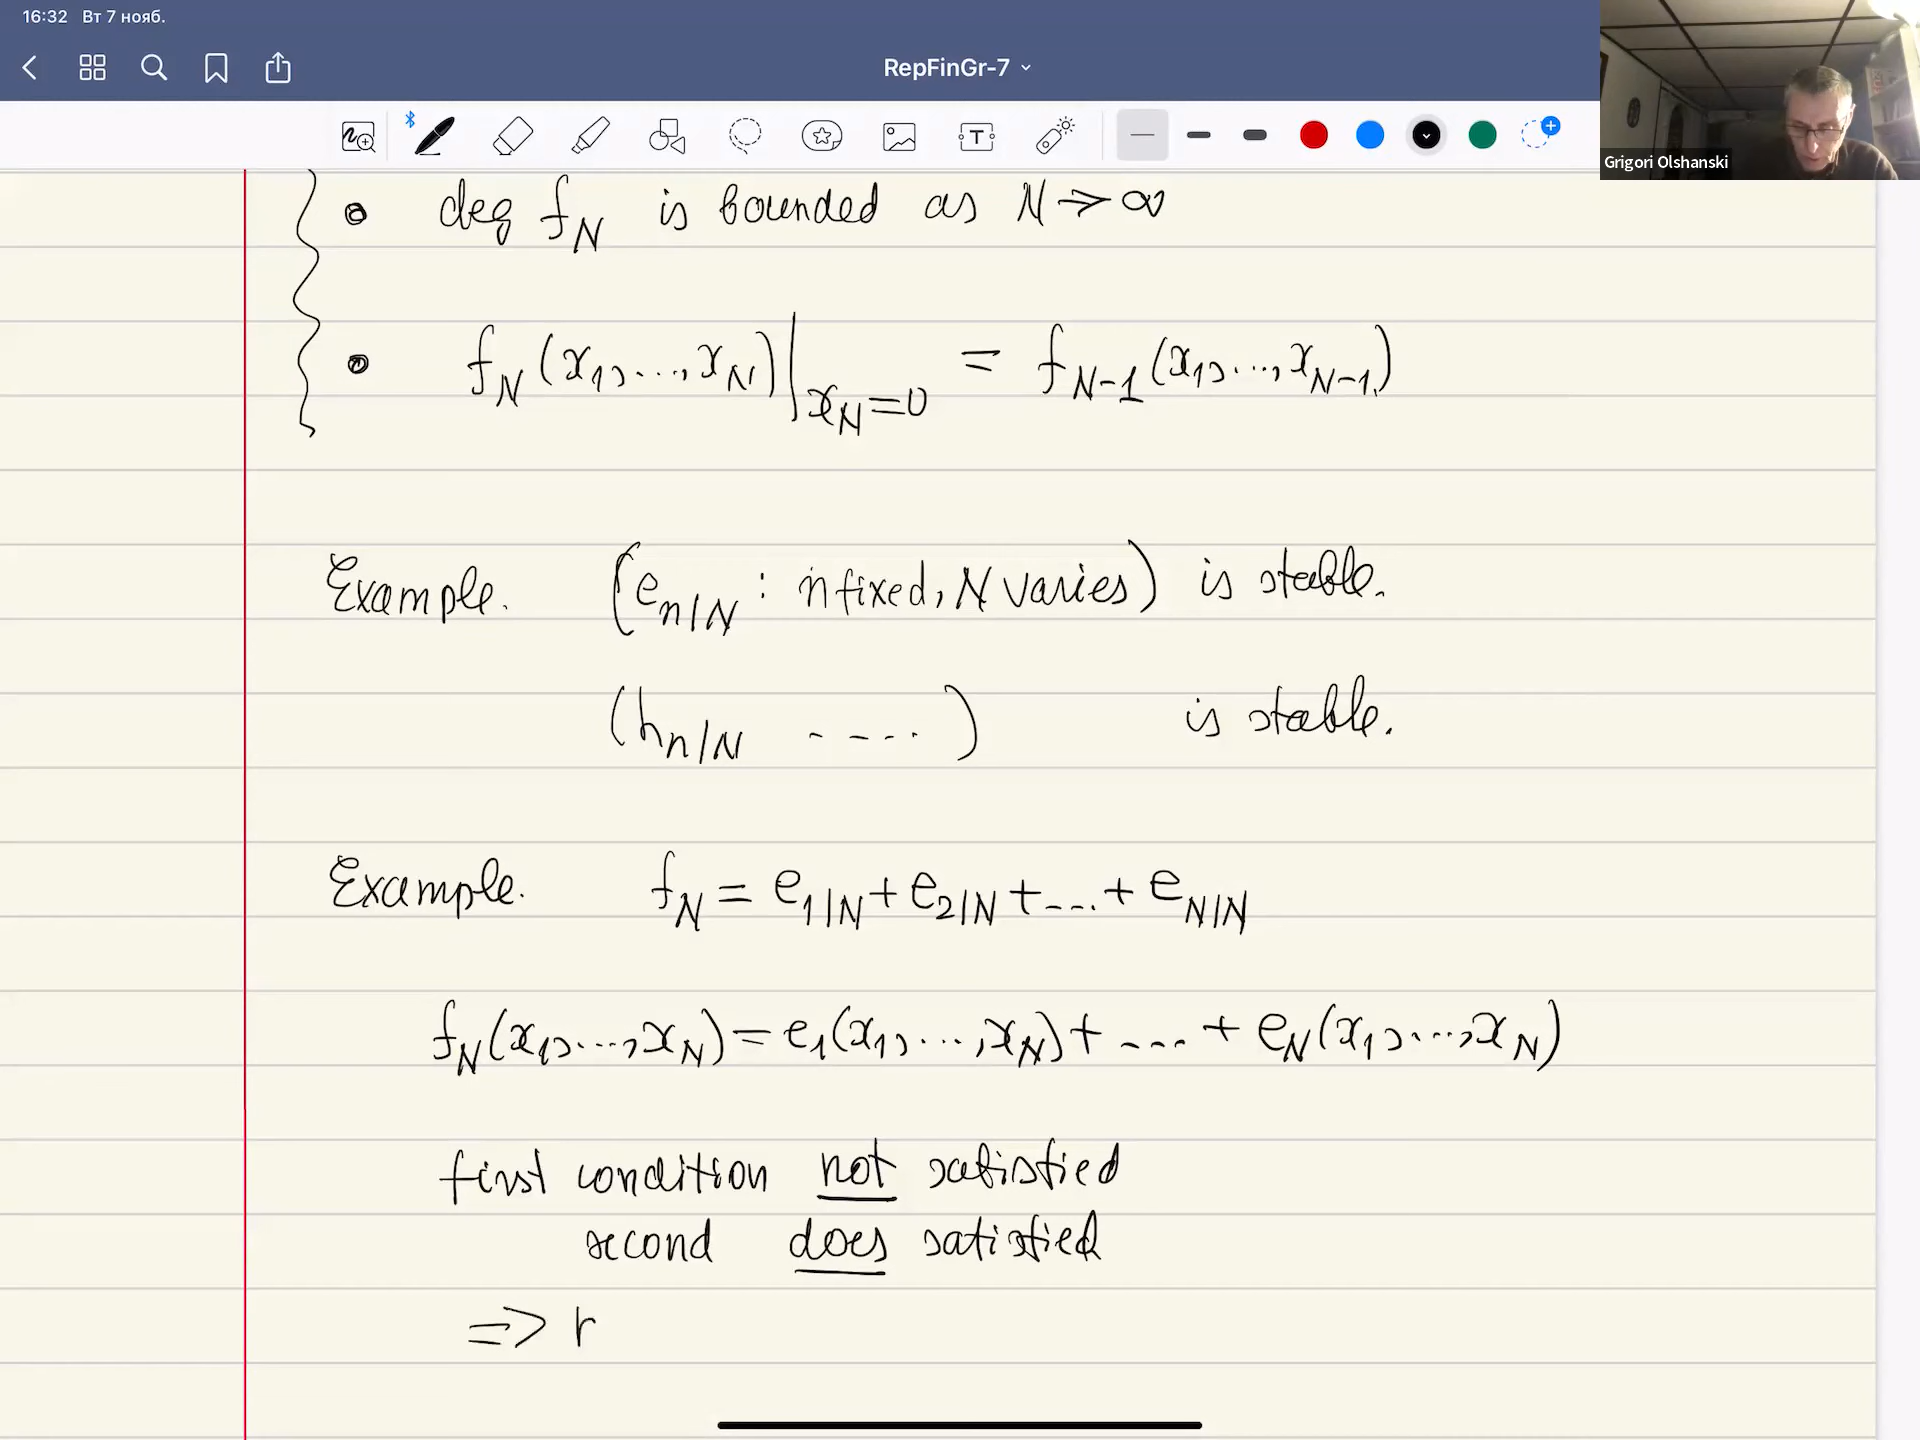 16:32 Вт 7 нояб.
RepFinGr-7
Grigori Olshanski
• deg f_N is bounded as N → ∞
• f_N(x_1,...,x_N)|_{x_N=0} = f_{N-1}(x_1,...,x_{N-1})
Example. (e_{n|N} : n fixed, N varies) is stable.
(h_{n|N} -----) is stable.
Example. f_N = e_{1|N} + e_{2|N} + ... + e_{N|N}
f_N(x_1,...,x_N) = e_1(x_1,...,x_N) + .... + e_N(x_1,...,x_N)
first condition not satisfied
second does satisfied
=> r